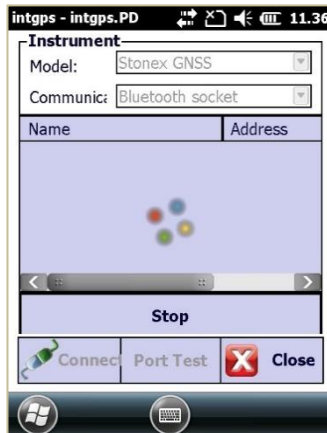 intgps - intgps.PD 11.36
Instrument
Model: Stonex GNSS
Communica Bluetooth socket
Name Address
Stop
Connect Port Test X Close